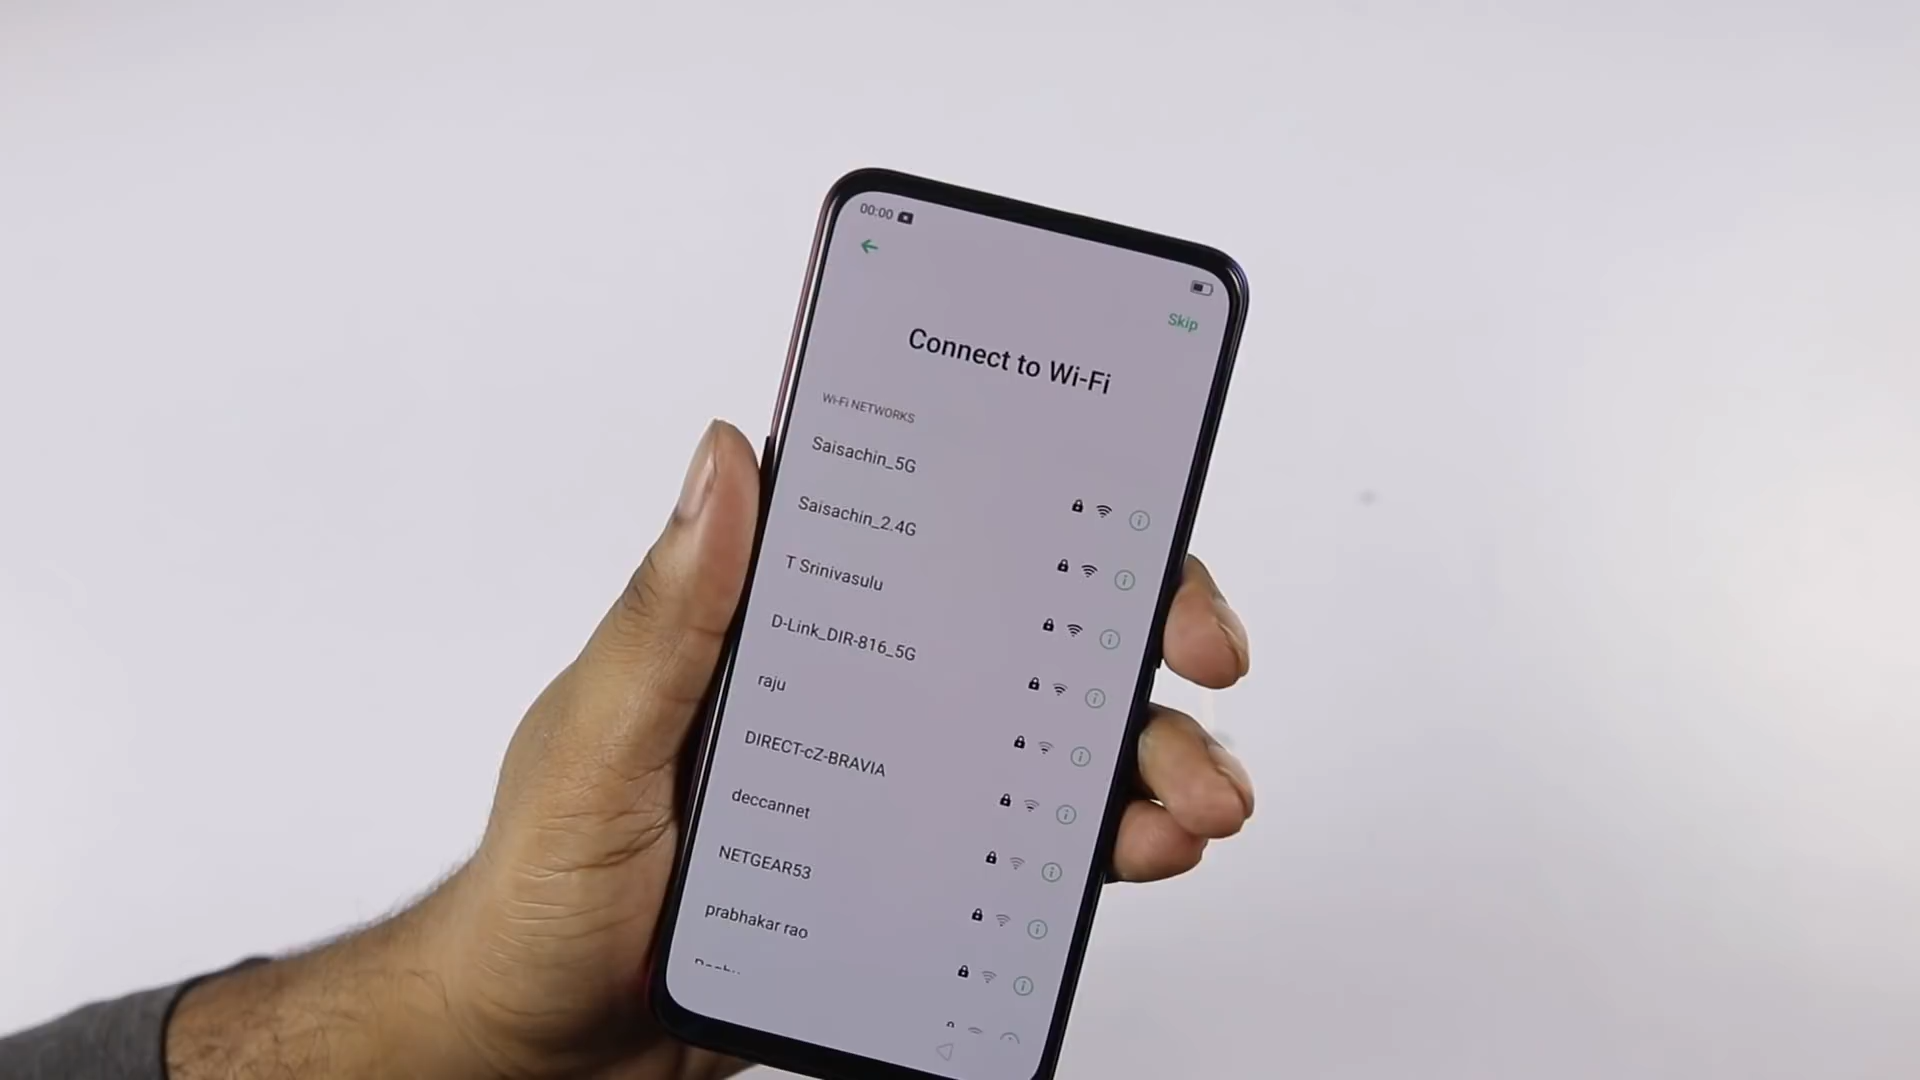 00:00
Skip
Connect to Wi-Fi
Wi-Fi NETWORKS
Saisachin_5G
Saisachin_2.4G
T Srinivasulu
D-Link_DIR-816_5G
raju
DIRECT-cZ-BRAVIA
deccannet
NETGEAR53
prabhakar rao